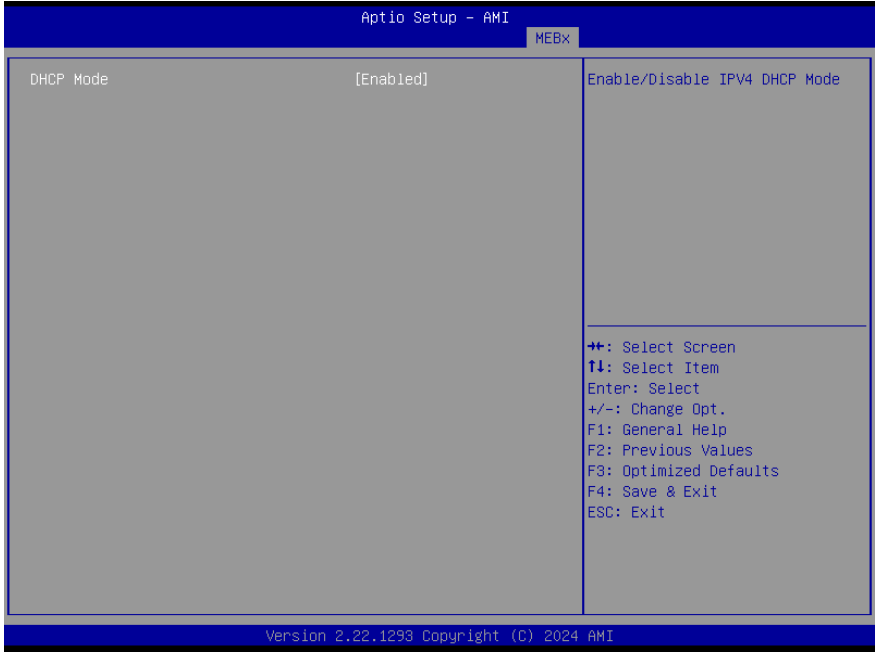 Aptio Setup – AMI
MEBx
DHCP Mode [Enabled]
Enable/Disable IPV4 DHCP Mode
→←: Select Screen
↑↓: Select Item
Enter: Select
+/-: Change Opt.
F1: General Help
F2: Previous Values
F3: Optimized Defaults
F4: Save & Exit
ESC: Exit
Version 2.22.1293 Copyright (C) 2024 AMI